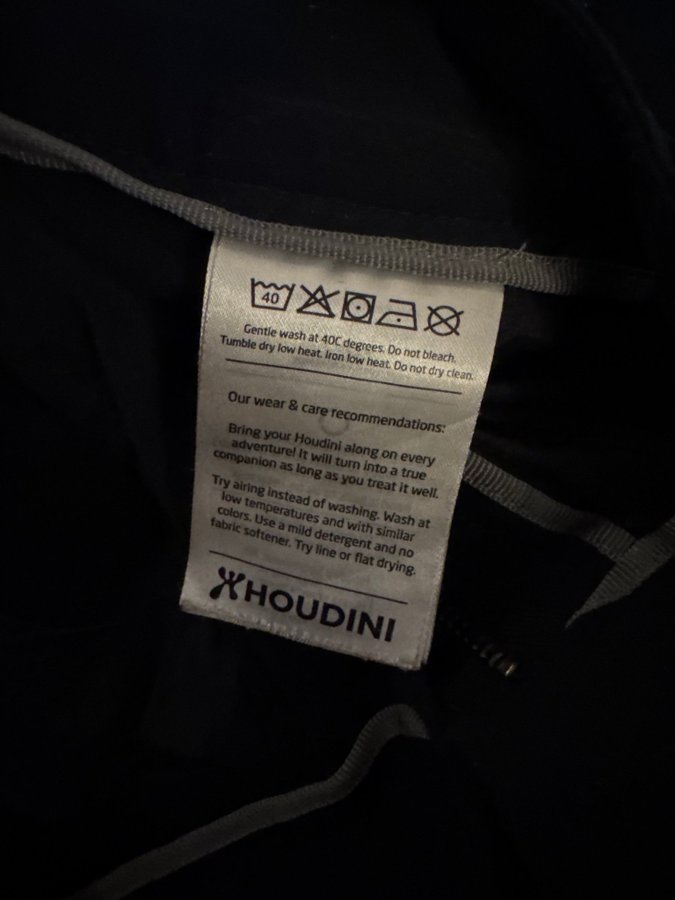 40
Gentle wash at 40C degrees. Do not bleach.
Tumble dry low heat. Iron low heat. Do not dry clean.
Our wear & care recommendations:
Bring your Houdini along on every
adventure! It will turn into a true
companion as long as you treat it well.
Try airing instead of washing. Wash at
low temperatures and with similar
colors. Use a mild detergent and no
fabric softener. Try line or flat drying.
HOUDINI